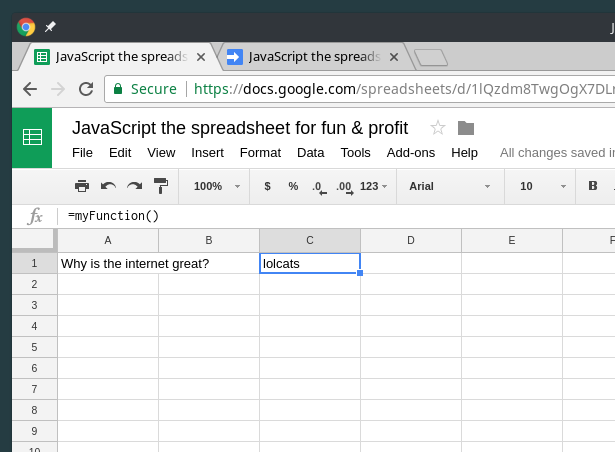 J
JavaScript the spreads × JavaScript the spreads ×
Secure https://docs.google.com/spreadsheets/d/1lQzdm8TwgOgX7DL
JavaScript the spreadsheet for fun & profit
File Edit View Insert Format Data Tools Add-ons Help All changes saved in
100% $ % .0 .00 123 Arial 10 B
fx =myFunction()
A B C D E F
1 Why is the internet great? lolcats
2
3
4
5
6
7
8
9
10